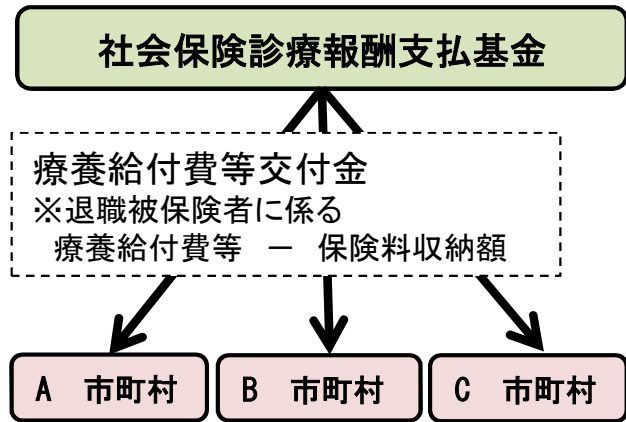 社会保険診療報酬支払基金
療養給付費等交付金
※退職被保険者に係る
療養給付費等 － 保険料収納額
A 市町村
B 市町村
C 市町村